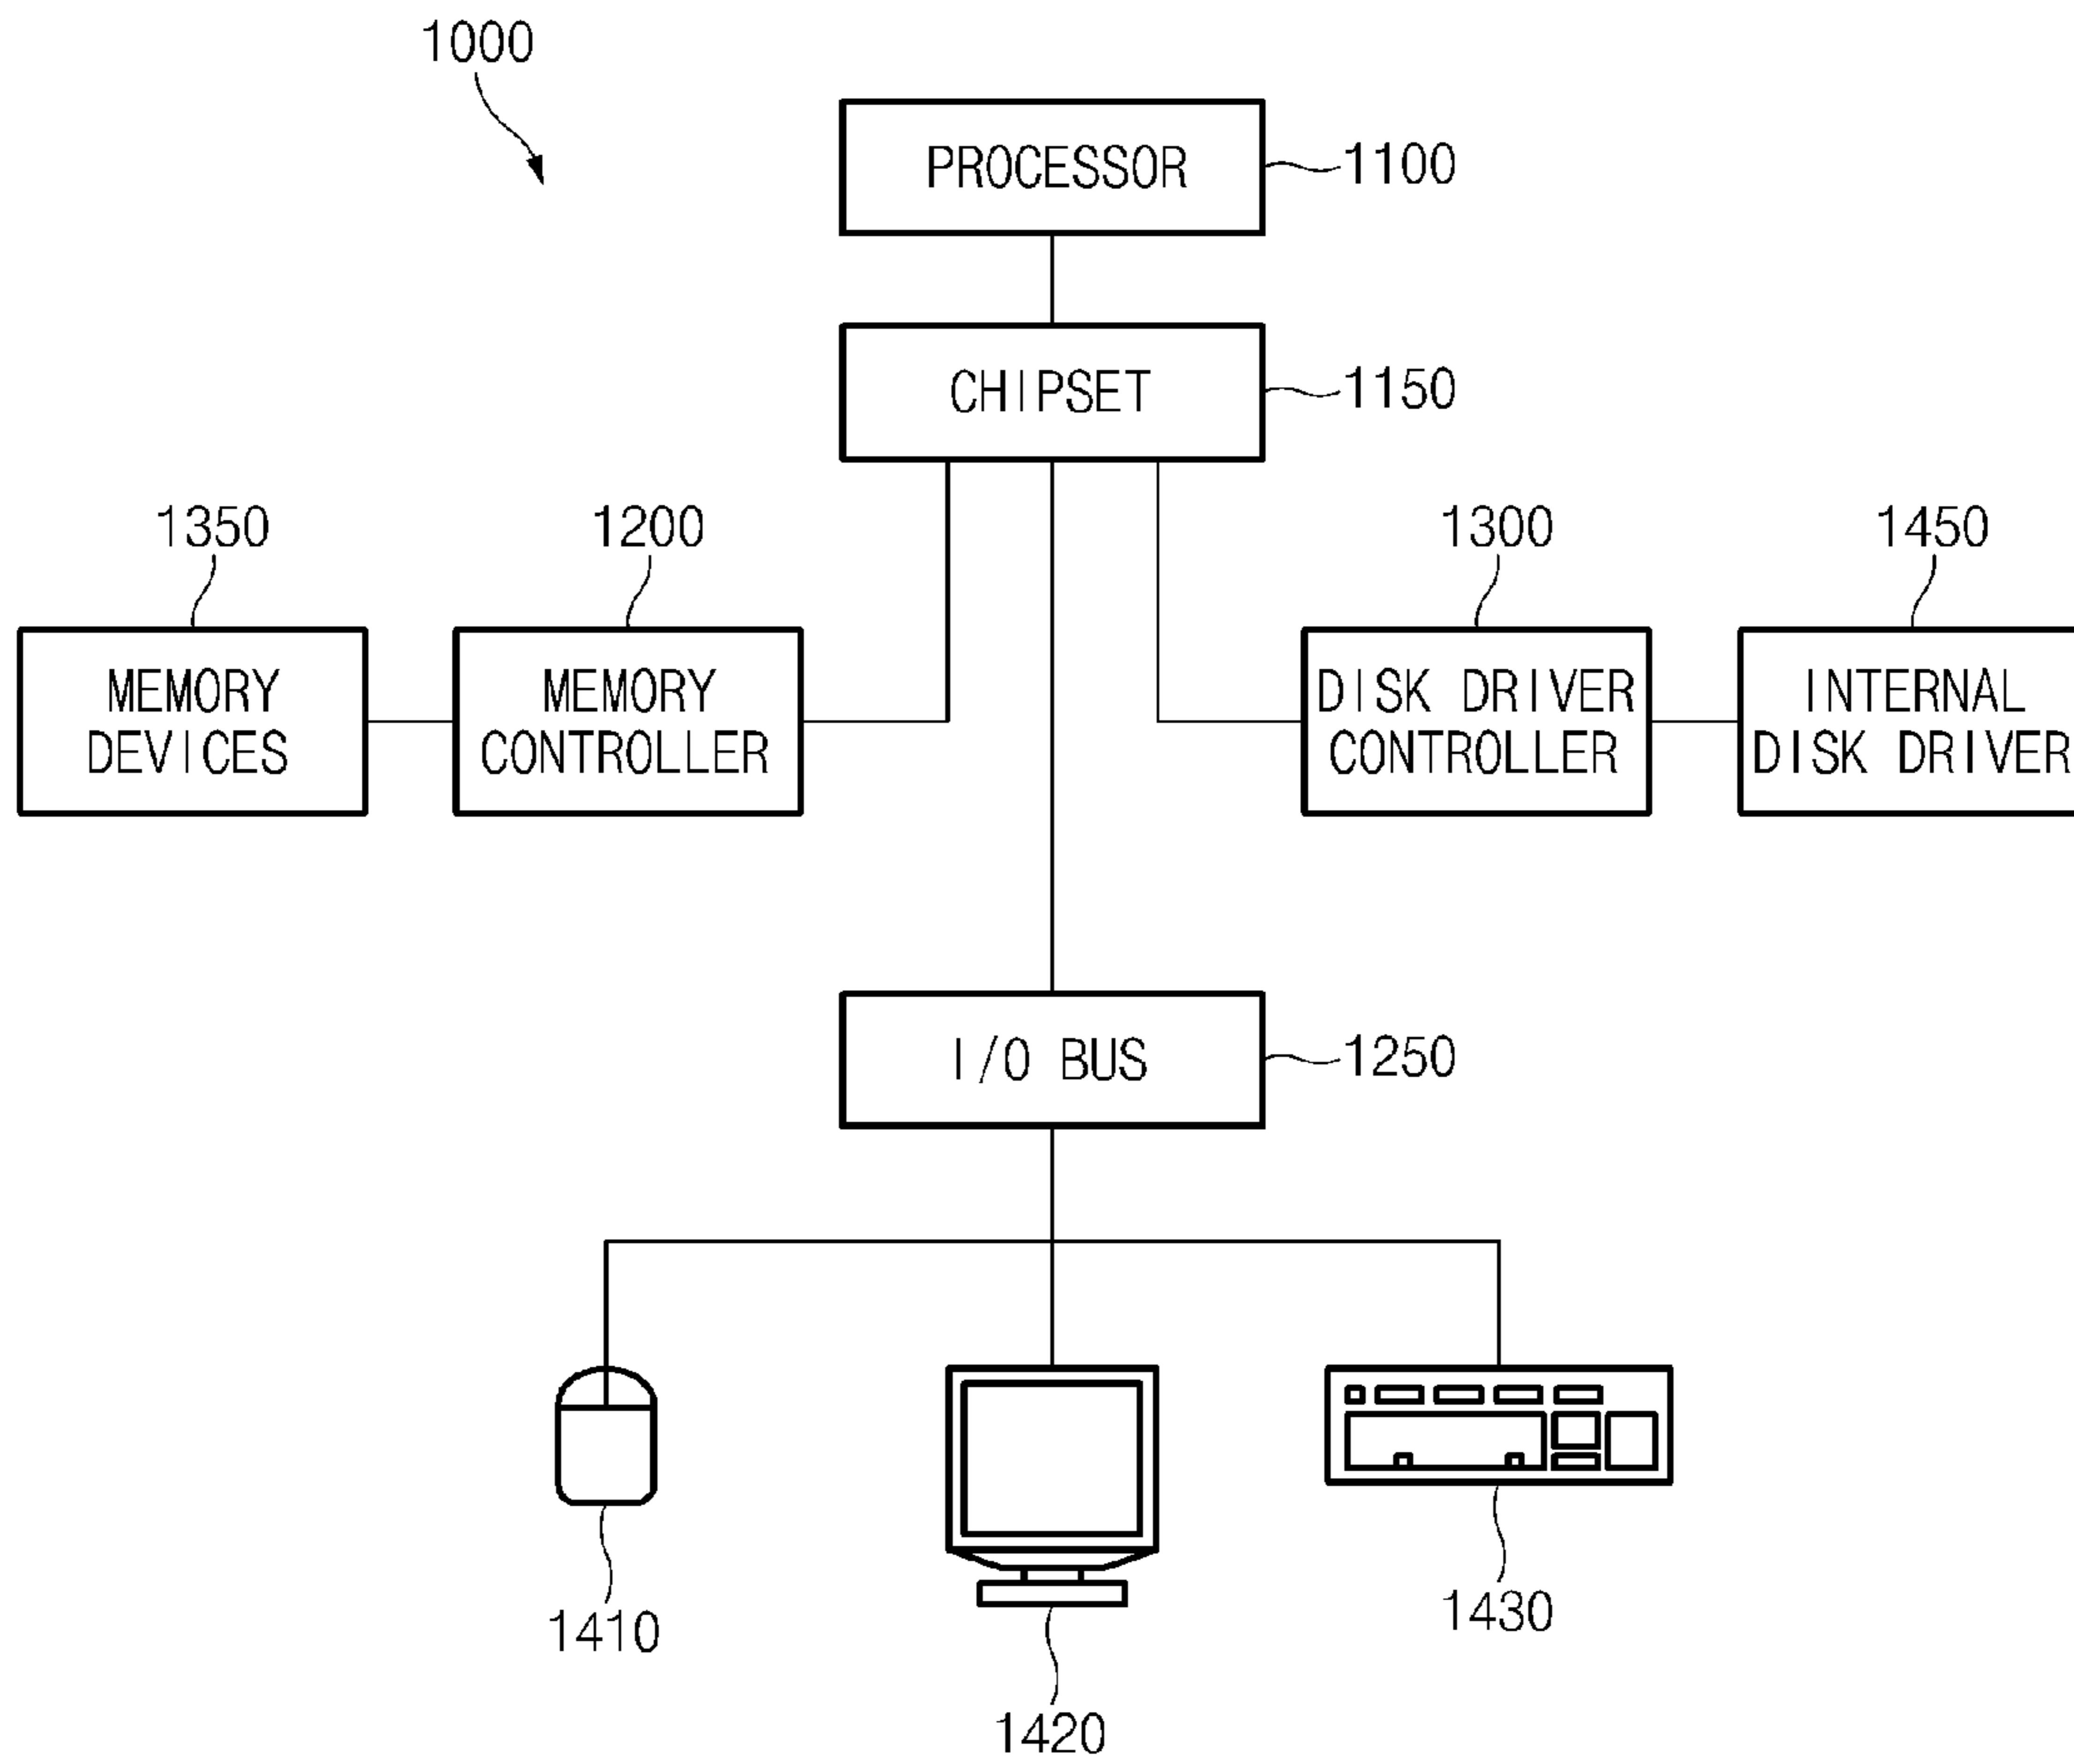 1000
PROCESSOR
1100
CHIPSET
1150
1350
1200
1300
1450
MEMORY
DEVICES
MEMORY
CONTROLLER
DISK DRIVER
CONTROLLER
INTERNAL
DISK DRIVER
I/O BUS
1250
1410
1420
1430